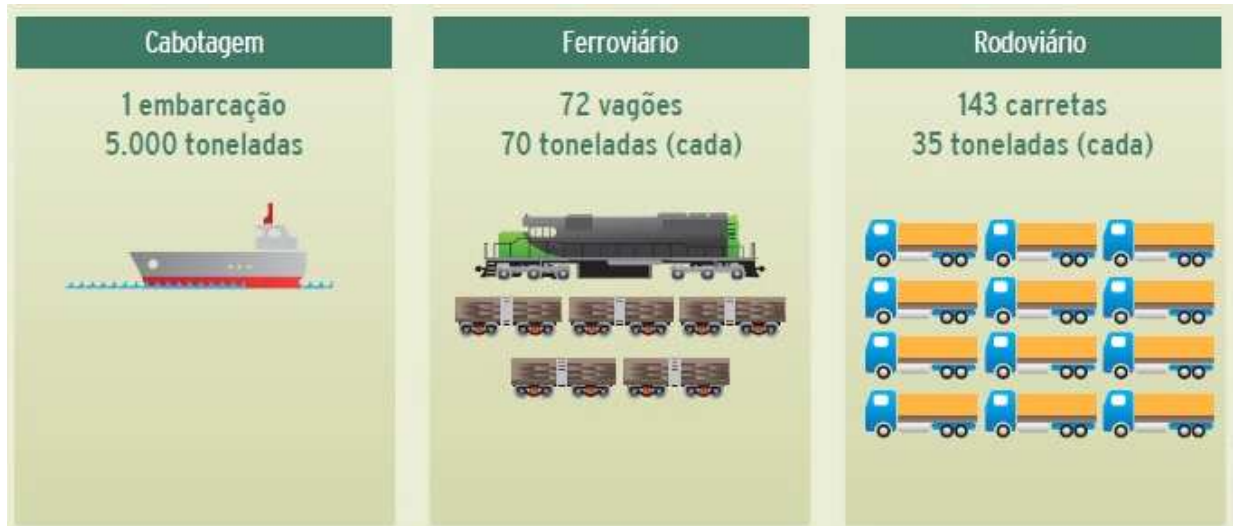 Cabotagem
1 embarcação
5.000 toneladas
Ferroviário
72 vagões
70 toneladas (cada)
Rodoviário
143 carretas
35 toneladas (cada)